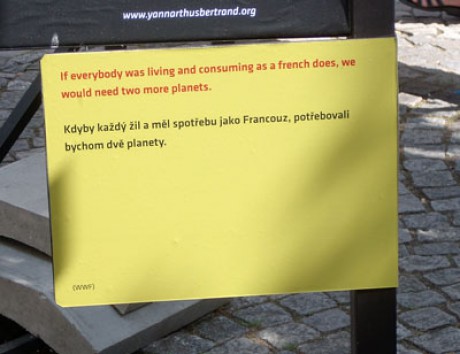 www.yannarthusbertrand.org
If everybody was living and consuming as a french does, we
would need two more planets.
Kdyby každý žil a měl spotřebu jako Francouz, potřebovali
bychom dvě planety.
(WWF)